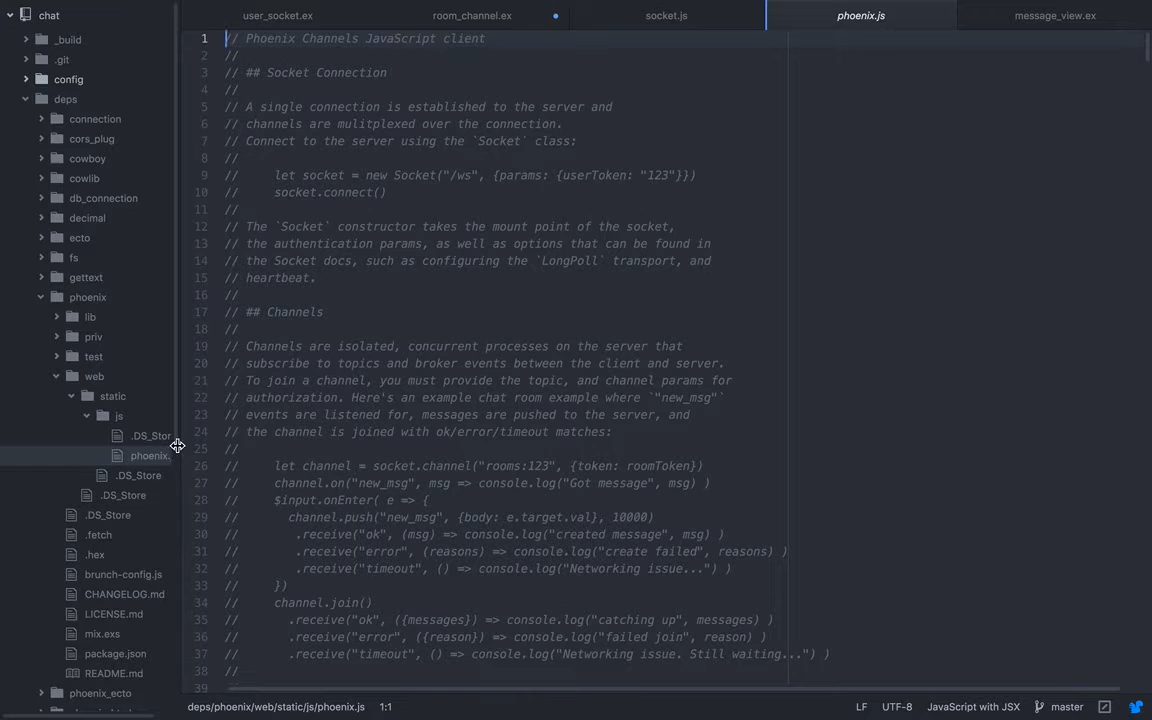 chat
_build
.git
config
deps
connection
cors_plug
cowboy
cowlib
db_connection
decimal
ecto
fs
gettext
phoenix
lib
priv
test
web
static
js
.DS_Stor
phoenix.
.DS_Store
.DS_Store
.DS_Store
.fetch
.hex
brunch-config.js
CHANGELOG.md
LICENSE.md
mix.exs
package.json
README.md
phoenix_ecto
user_socket.ex room_channel.ex socket.js phoenix.js message_view.ex
1 // Phoenix Channels JavaScript client
2 //
3 // ## Socket Connection
4 //
5 // A single connection is established to the server and
6 // channels are mulitplexed over the connection.
7 // Connect to the server using the `Socket` class:
8 //
9 //     let socket = new Socket("/ws", {params: {userToken: "123"}})
10 //     socket.connect()
11 //
12 // The `Socket` constructor takes the mount point of the socket,
13 // the authentication params, as well as options that can be found in
14 // the Socket docs, such as configuring the `LongPoll` transport, and
15 // heartbeat.
16 //
17 // ## Channels
18 //
19 // Channels are isolated, concurrent processes on the server that
20 // subscribe to topics and broker events between the client and server.
21 // To join a channel, you must provide the topic, and channel params for
22 // authorization. Here's an example chat room example where `"new_msg"`
23 // events are listened for, messages are pushed to the server, and
24 // the channel is joined with ok/error/timeout matches:
25 //
26 //     let channel = socket.channel("rooms:123", {token: roomToken})
27 //     channel.on("new_msg", msg => console.log("Got message", msg) )
28 //     $input.onEnter( e => {
29 //       channel.push("new_msg", {body: e.target.val}, 10000)
30 //        .receive("ok", (msg) => console.log("created message", msg) )
31 //        .receive("error", (reasons) => console.log("create failed", reasons) )
32 //        .receive("timeout", () => console.log("Networking issue...") )
33 //     })
34 //     channel.join()
35 //       .receive("ok", ({messages}) => console.log("catching up", messages) )
36 //       .receive("error", ({reason}) => console.log("failed join", reason) )
37 //       .receive("timeout", () => console.log("Networking issue. Still waiting...") )
38 //
39
deps/phoenix/web/static/js/phoenix.js 1:1 LF UTF-8 JavaScript with JSX master